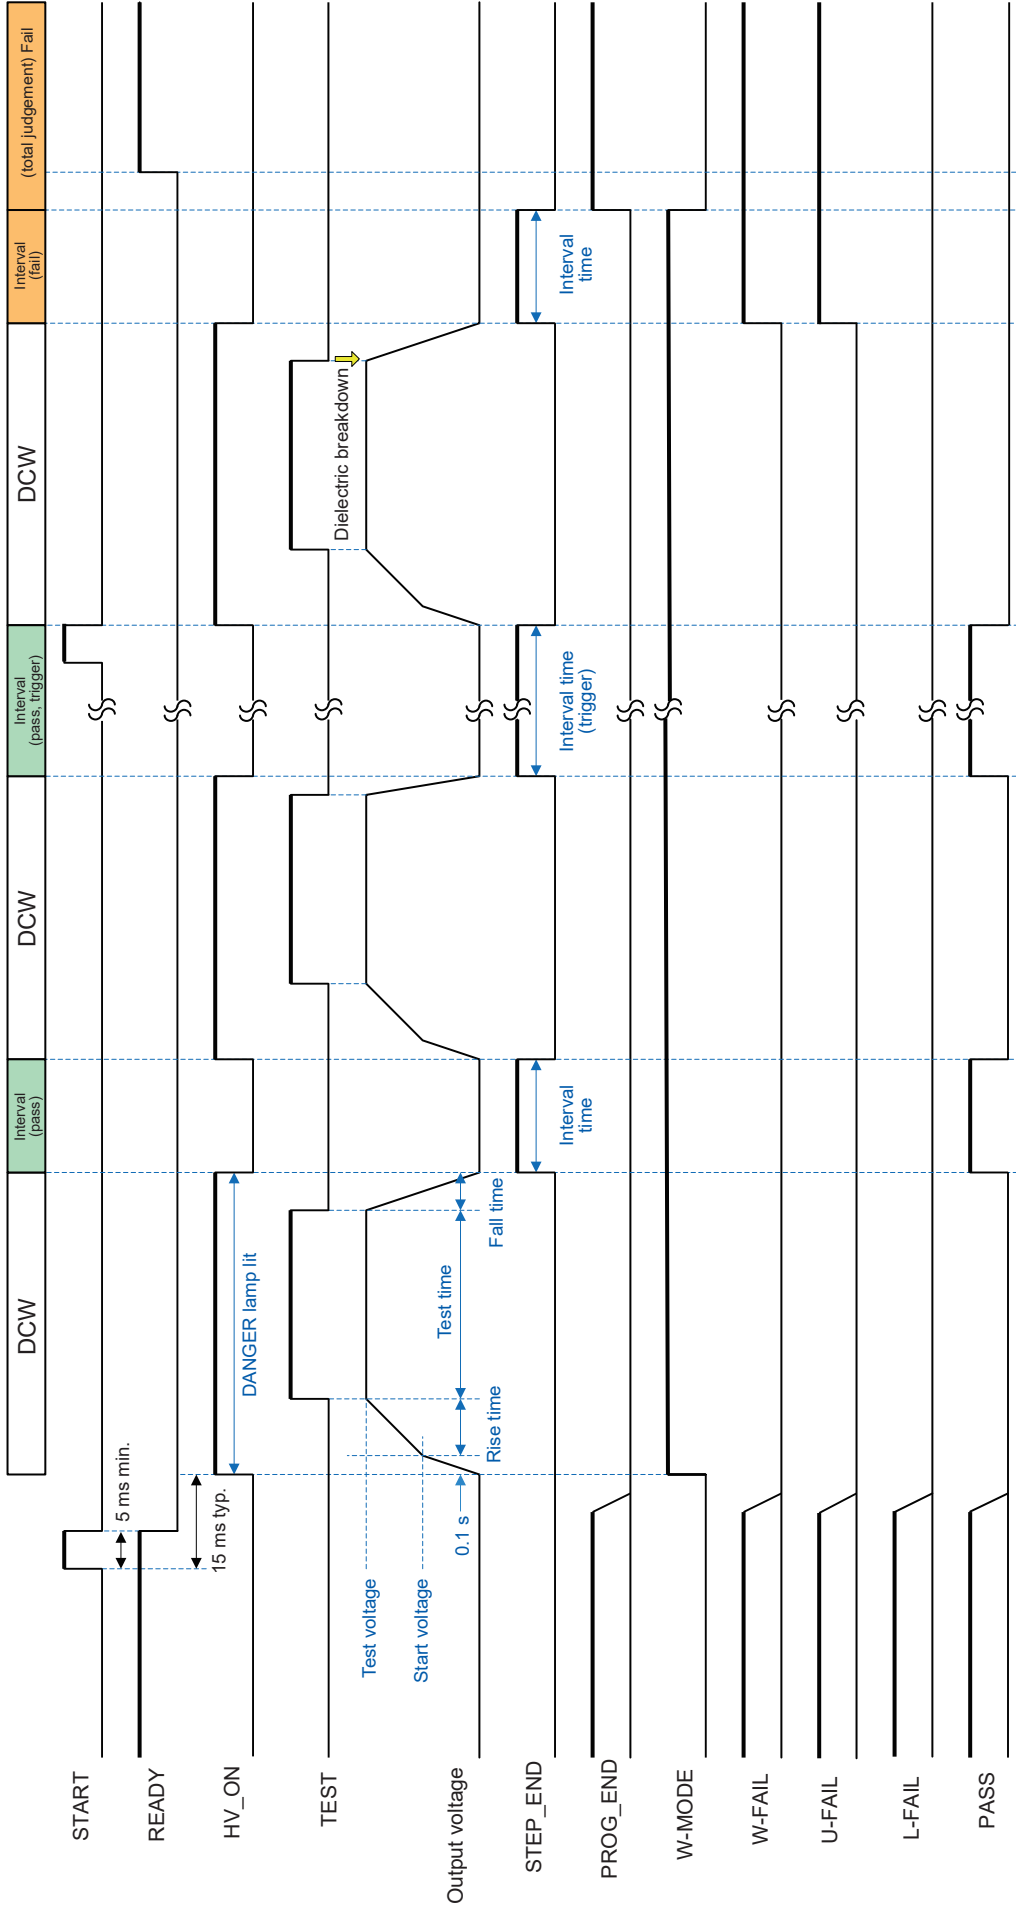 DCW
Interval
(pass)
DCW
Interval
(pass, trigger)
DCW
Interval
(fail)
(total judgement) Fail
START
5 ms min.
READY
15 ms typ.
HV_ON
DANGER lamp lit
TEST
Dielectric breakdown
Test voltage
Start voltage
Test time
Output voltage
0.1 s
Rise time
Fall time
STEP_END
Interval
time
Interval time
(trigger)
Interval
time
PROG_END
W-MODE
W-FAIL
U-FAIL
L-FAIL
PASS